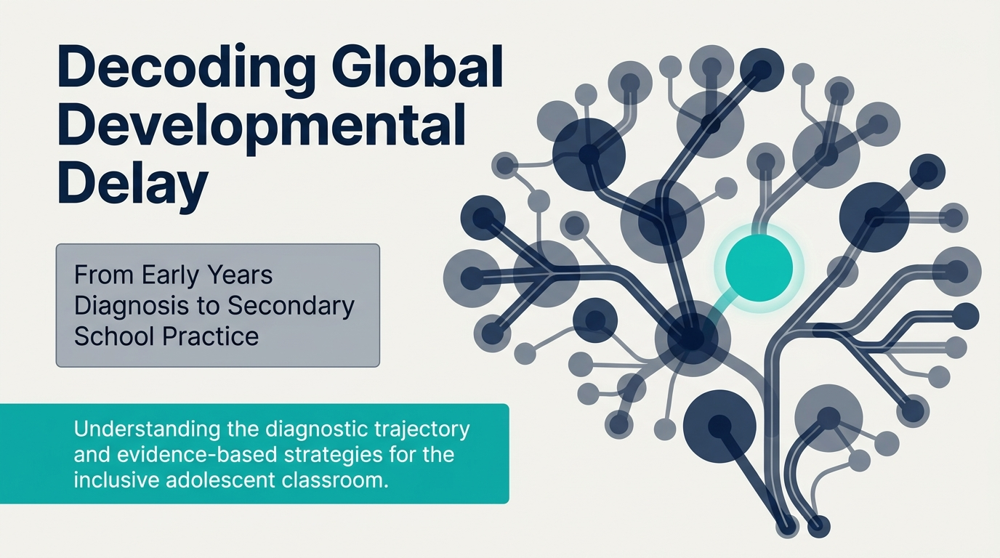 Decoding Global
Developmental
Delay
From Early Years
Diagnosis to Secondary
School Practice
Understanding the diagnostic trajectory
and evidence-based strategies for the
inclusive adolescent classroom.